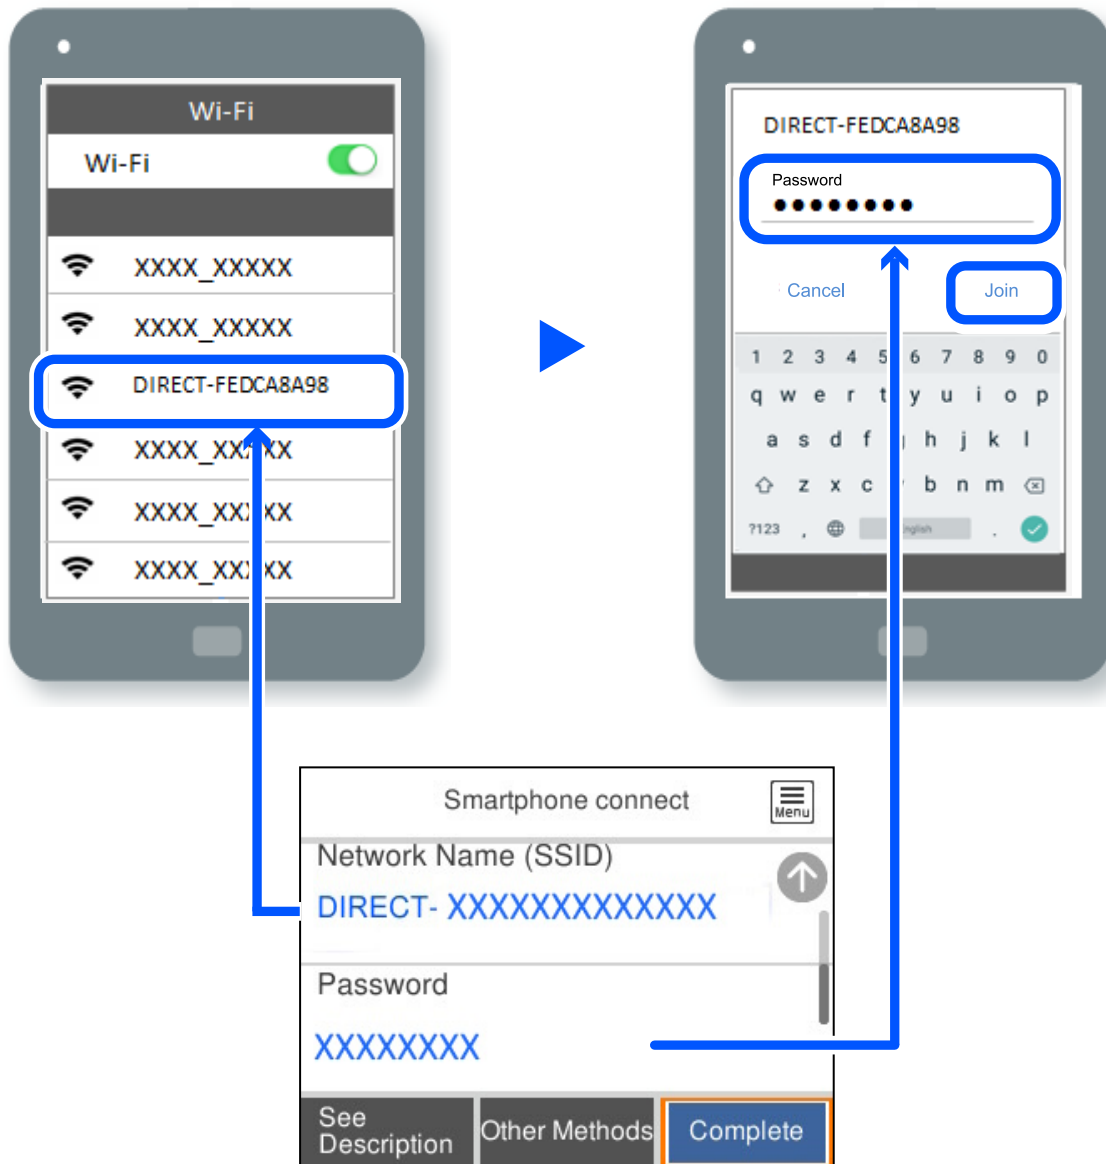 Wi-Fi
Wi-Fi
XXXX_XXXXX
XXXX_XXXXX
DIRECT-FEDCA8A98
XXXX_XXXXX
XXXX_XXXXX
XXXX_XXXXX
DIRECT-FEDCA8A98
Password
Cancel Join
1 2 3 4 5 6 7 8 9 0
q w e r t y u i o p
a s d f g h j k l
z x c v b n m
?123 , English .
Smartphone connect
Menu
Network Name (SSID)
DIRECT- XXXXXXXXXXXXX
Password
XXXXXXXX
See
Description
Other Methods
Complete